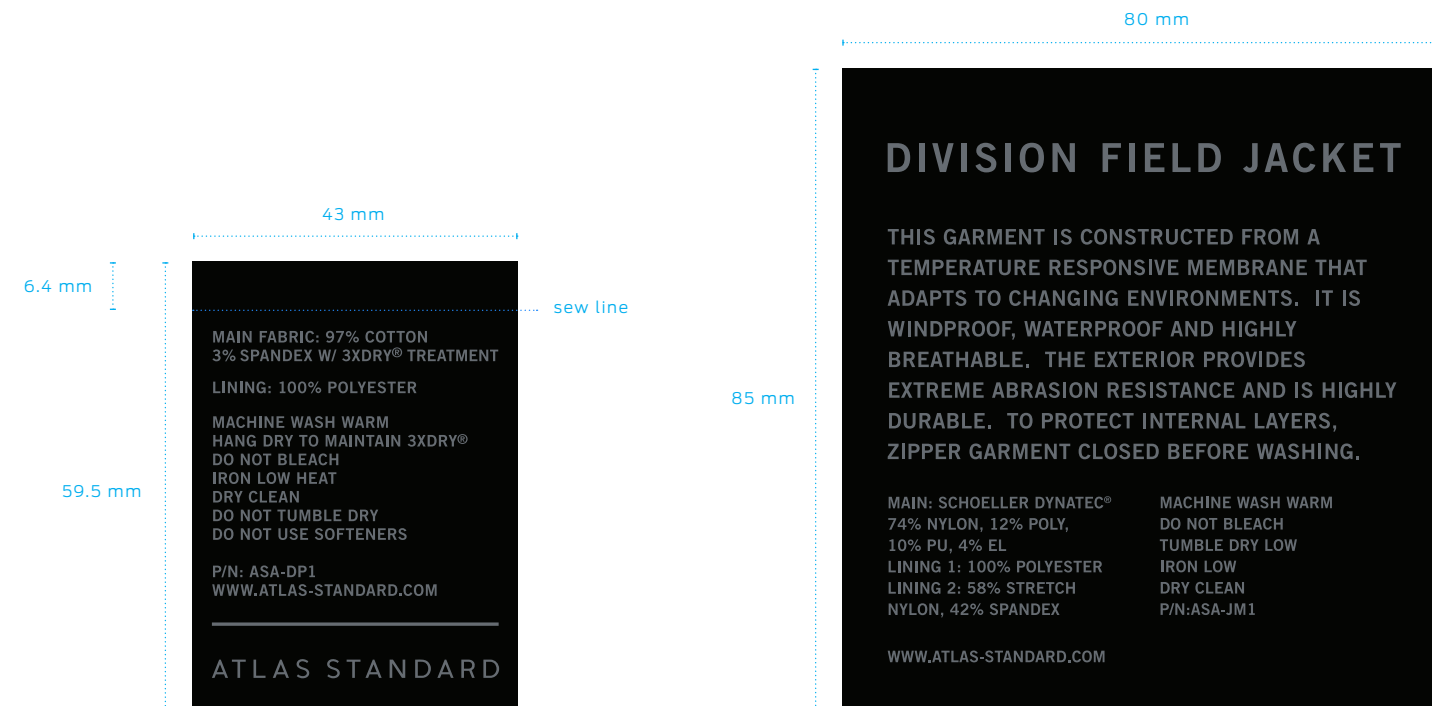 80 mm
DIVISION FIELD JACKET
43 mm
6.4 mm
sew line
THIS GARMENT IS CONSTRUCTED FROM A
TEMPERATURE RESPONSIVE MEMBRANE THAT
ADAPTS TO CHANGING ENVIRONMENTS. IT IS
WINDPROOF, WATERPROOF AND HIGHLY
BREATHABLE. THE EXTERIOR PROVIDES
EXTREME ABRASION RESISTANCE AND IS HIGHLY
DURABLE. TO PROTECT INTERNAL LAYERS,
ZIPPER GARMENT CLOSED BEFORE WASHING.
85 mm
MAIN FABRIC: 97% COTTON
3% SPANDEX W/ 3XDRY® TREATMENT
LINING: 100% POLYESTER
MACHINE WASH WARM
HANG DRY TO MAINTAIN 3XDRY®
DO NOT BLEACH
IRON LOW HEAT
DRY CLEAN
DO NOT TUMBLE DRY
DO NOT USE SOFTENERS
59.5 mm
P/N: ASA-DP1
WWW.ATLAS-STANDARD.COM
ATLAS STANDARD
MAIN: SCHOELLER DYNATEC®
74% NYLON, 12% POLY,
10% PU, 4% EL
LINING 1: 100% POLYESTER
LINING 2: 58% STRETCH
NYLON, 42% SPANDEX
MACHINE WASH WARM
DO NOT BLEACH
TUMBLE DRY LOW
IRON LOW
DRY CLEAN
P/N:ASA-JM1
WWW.ATLAS-STANDARD.COM